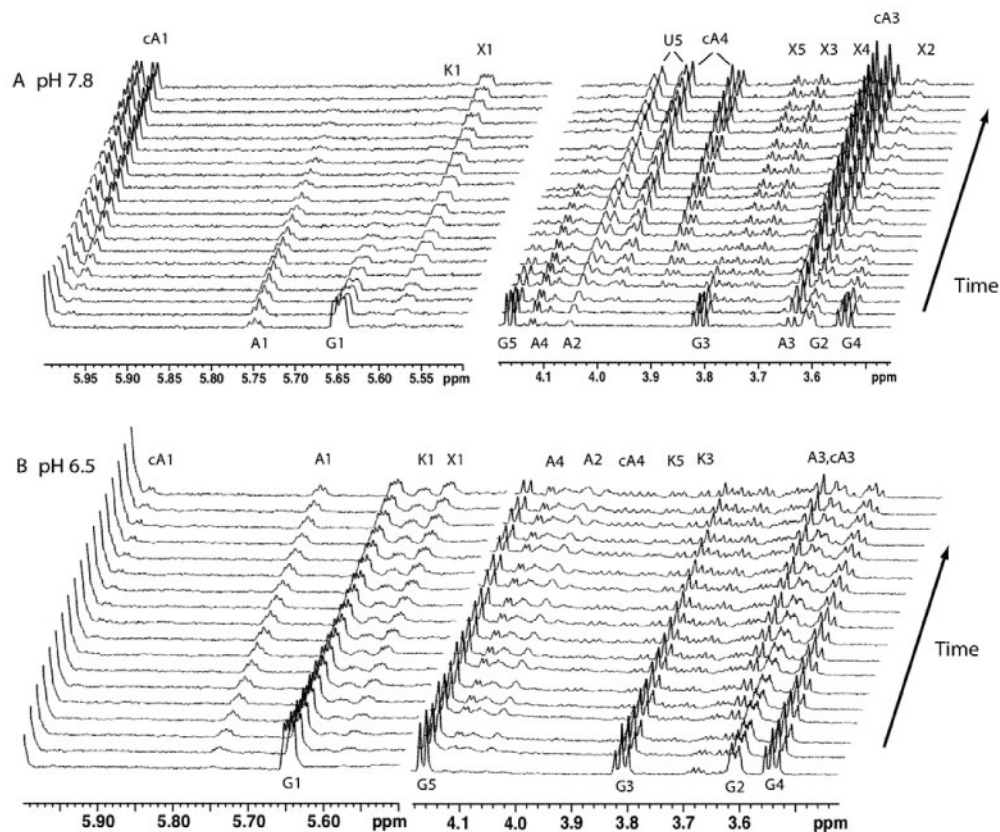 cA1
X1
K1
U5 cA4 X5 X3 X4 cA3 X2
A pH 7.8
Time
A1 G1 G5 A4 A2 G3 A3 G2 G4
5.95 5.90 5.85 5.80 5.75 5.70 5.65 5.60 5.55 5.50 ppm 4.1 4.0 3.9 3.8 3.7 3.6 ppm
B pH 6.5
cA1 A1 K1 X1 A4 A2 cA4 K5 K3 A3,cA3
Time
G1 G5 G3 G2 G4
5.90 5.80 5.70 5.60 ppm 4.1 4.0 3.9 3.8 3.7 3.6 ppm